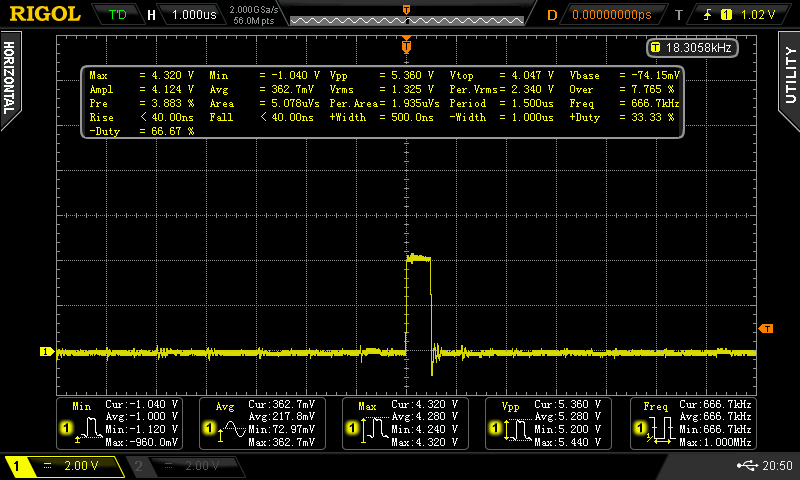 RIGOL T'D H 1.000us 2.000GSa/s 56.0M pts D 0.00000000ps T 1 1.02 V
T
HORIZONTAL
UTILITY
T
T 18.3058kHz
Max = 4.320 V Min = -1.040 V Vpp = 5.360 V Vtop = 4.047 V Vbase = -74.15mV
Ampl = 4.124 V Avg = 362.7mV Vrms = 1.325 V Per.Vrms = 2.340 V Over = 7.765 %
Pre = 3.883 % Area = 5.078uVs Per.Area = 1.935uVs Period = 1.500us Freq = 666.7kHz
Rise < 40.00ns Fall < 40.00ns +Width = 500.0ns -Width = 1.000us +Duty = 33.33 %
-Duty = 66.67 %
T
1
Min Cur:-1.040 V Avg Cur:362.7mV Max Cur:4.320 V Vpp Cur:5.360 V Freq Cur:666.7kHz
Avg:-1.000 V Avg:217.8mV Avg:4.280 V Avg:5.280 V Avg:666.7kHz
1 Min:-1.120 V 1 Min:72.97mV 1 Min:4.240 V 1 Min:5.200 V 1 Min:666.7kHz
Max:-960.0mV Max:362.7mV Max:4.320 V Max:5.440 V Max:1.000MHz
1 = 2.00 V 2 = 2.00 V 20:50